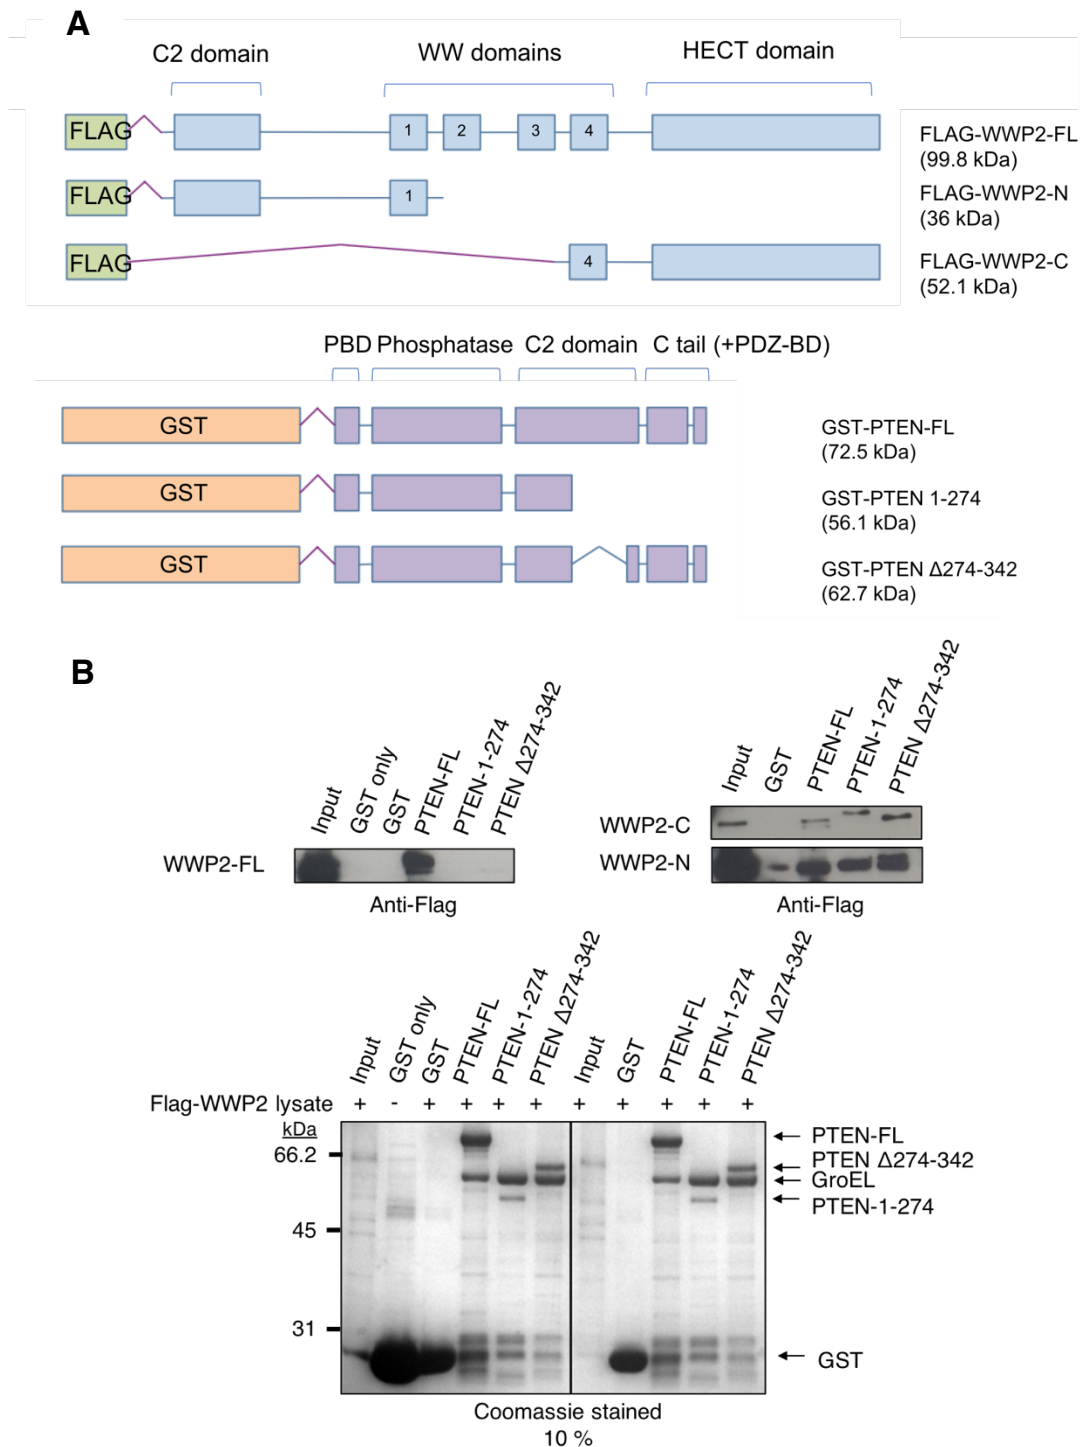 A
C2 domain
WW domains
HECT domain
FLAG
1
2
3
4
FLAG-WWP2-FL
(99.8 kDa)
FLAG
1
FLAG-WWP2-N
(36 kDa)
FLAG
4
FLAG-WWP2-C
(52.1 kDa)
PBD Phosphatase C2 domain C tail (+PDZ-BD)
GST
GST-PTEN-FL
(72.5 kDa)
GST
GST-PTEN 1-274
(56.1 kDa)
GST
GST-PTEN Δ274-342
(62.7 kDa)
B
Input
GST only
GST
PTEN-FL
PTEN-1-274
PTEN Δ274-342
WWP2-FL
Anti-Flag
Input
GST
PTEN-FL
PTEN-1-274
PTEN Δ274-342
WWP2-C
WWP2-N
Anti-Flag
Input
GST only
GST
PTEN-FL
PTEN-1-274
PTEN Δ274-342
Input
GST
PTEN-FL
PTEN-1-274
PTEN Δ274-342
Flag-WWP2 lysate + - + + + + + + + + +
kDa
66.2
45
31
PTEN-FL
PTEN Δ274-342
GroEL
PTEN-1-274
GST
Coomassie stained
10 %